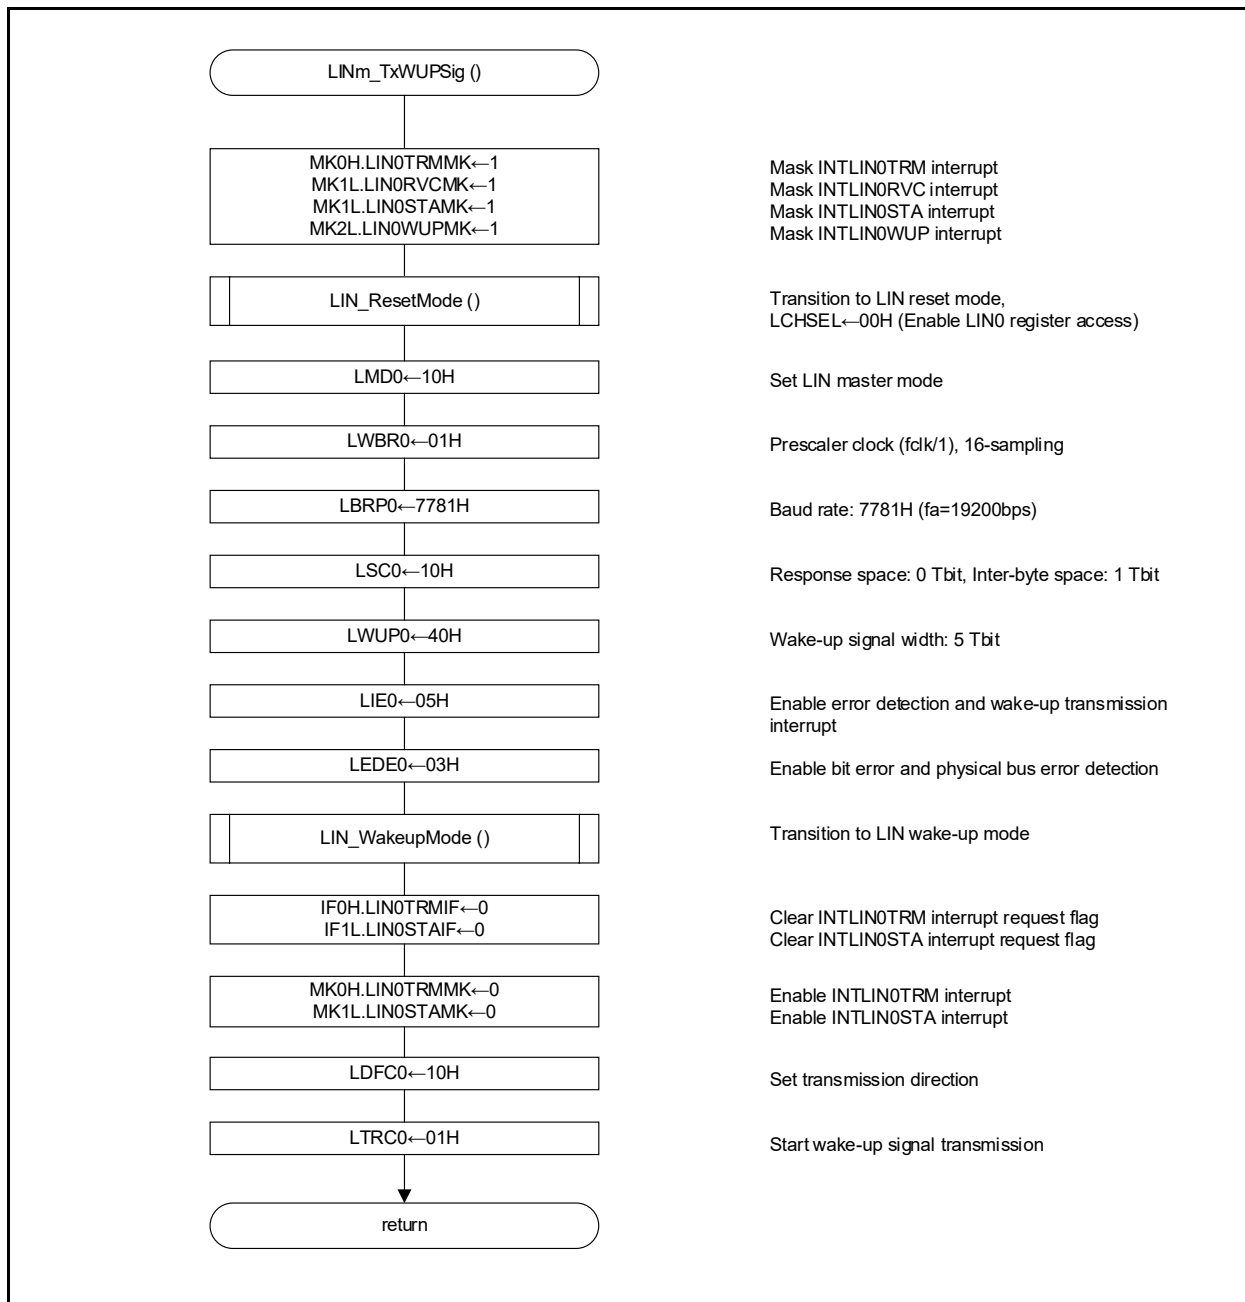 LINm_TxWUPSig ()
MK0H.LIN0TRMMK←1
MK1L.LIN0RVCMK←1
MK1L.LIN0STAMK←1
MK2L.LIN0WUPMK←1
Mask INTLIN0TRM interrupt
Mask INTLIN0RVC interrupt
Mask INTLIN0STA interrupt
Mask INTLIN0WUP interrupt
LIN_ResetMode ()
Transition to LIN reset mode,
LCHSEL←00H (Enable LIN0 register access)
LMD0←10H
Set LIN master mode
LWBR0←01H
Prescaler clock (fclk/1), 16-sampling
LBRP0←7781H
Baud rate: 7781H (fa=19200bps)
LSC0←10H
Response space: 0 Tbit, Inter-byte space: 1 Tbit
LWUP0←40H
Wake-up signal width: 5 Tbit
LIE0←05H
Enable error detection and wake-up transmission
interrupt
LEDE0←03H
Enable bit error and physical bus error detection
LIN_WakeupMode ()
Transition to LIN wake-up mode
IF0H.LIN0TRMIF←0
IF1L.LIN0STAIF←0
Clear INTLIN0TRM interrupt request flag
Clear INTLIN0STA interrupt request flag
MK0H.LIN0TRMMK←0
MK1L.LIN0STAMK←0
Enable INTLIN0TRM interrupt
Enable INTLIN0STA interrupt
LDFC0←10H
Set transmission direction
LTRC0←01H
Start wake-up signal transmission
return